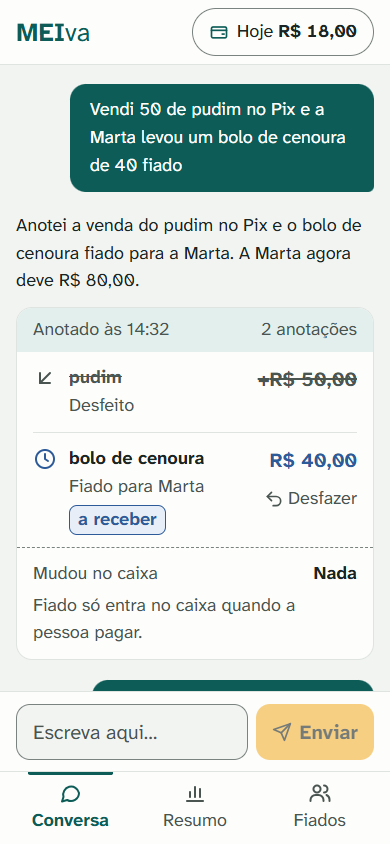 MEIva
Hoje R$ 18,00
Vendi 50 de pudim no Pix e a
Marta levou um bolo de cenoura
de 40 fiado
Anotei a venda do pudim no Pix e o bolo de
cenoura fiado para a Marta. A Marta agora
deve R$ 80,00.
Anotado às 14:32 2 anotações
pudim +R$ 50,00
Desfeito
bolo de cenoura R$ 40,00
Fiado para Marta Desfazer
a receber
Mudou no caixa Nada
Fiado só entra no caixa quando a
pessoa pagar.
Escreva aqui... Enviar
Conversa Resumo Fiados